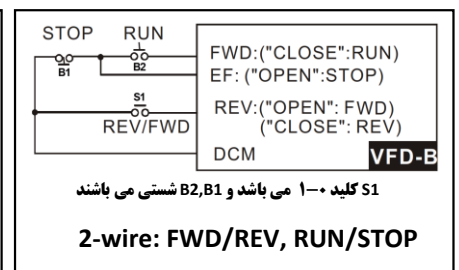 STOP RUN
B1 B2
FWD:("CLOSE":RUN)
EF: ("OPEN":STOP)
S1
REV/FWD
REV:("OPEN": FWD)
("CLOSE": REV)
DCM
VFD-B
S1 کلید ۰-۱ می باشد و B2,B1 شستی می باشند
2-wire: FWD/REV, RUN/STOP